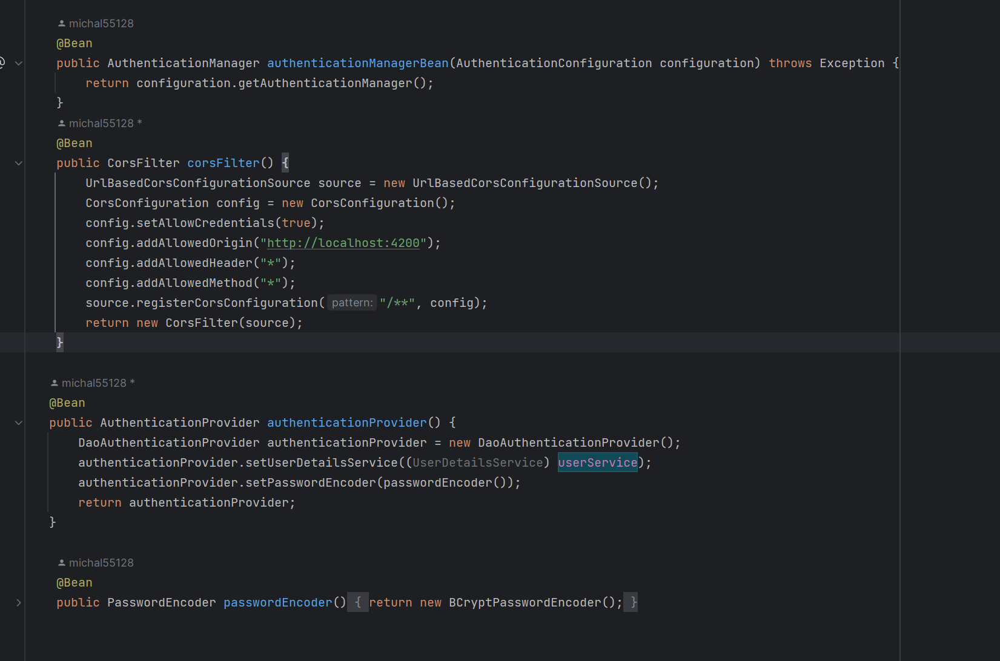 michal55128
@Bean
public AuthenticationManager authenticationManagerBean(AuthenticationConfiguration configuration) throws Exception {
return configuration.getAuthenticationManager();
}
michal55128 *
@Bean
public CorsFilter corsFilter() {
UrlBasedCorsConfigurationSource source = new UrlBasedCorsConfigurationSource();
CorsConfiguration config = new CorsConfiguration();
config.setAllowCredentials(true);
config.addAllowedOrigin("http://localhost:4200");
config.addAllowedHeader("*");
config.addAllowedMethod("*");
source.registerCorsConfiguration( pattern: "/**", config);
return new CorsFilter(source);
}
michal55128 *
@Bean
public AuthenticationProvider authenticationProvider() {
DaoAuthenticationProvider authenticationProvider = new DaoAuthenticationProvider();
authenticationProvider.setUserDetailsService((UserDetailsService) userService);
authenticationProvider.setPasswordEncoder(passwordEncoder());
return authenticationProvider;
}
michal55128
@Bean
public PasswordEncoder passwordEncoder() { return new BCryptPasswordEncoder(); }